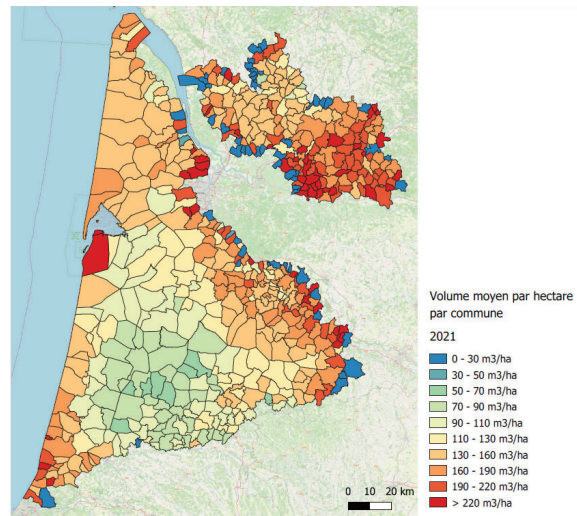 Volume moyen par hectare
par commune
2021
0 - 30 m3/ha
30 - 50 m3/ha
50 - 70 m3/ha
70 - 90 m3/ha
90 - 110 m3/ha
110 - 130 m3/ha
130 - 160 m3/ha
160 - 190 m3/ha
190 - 220 m3/ha
> 220 m3/ha
0 10 20 km